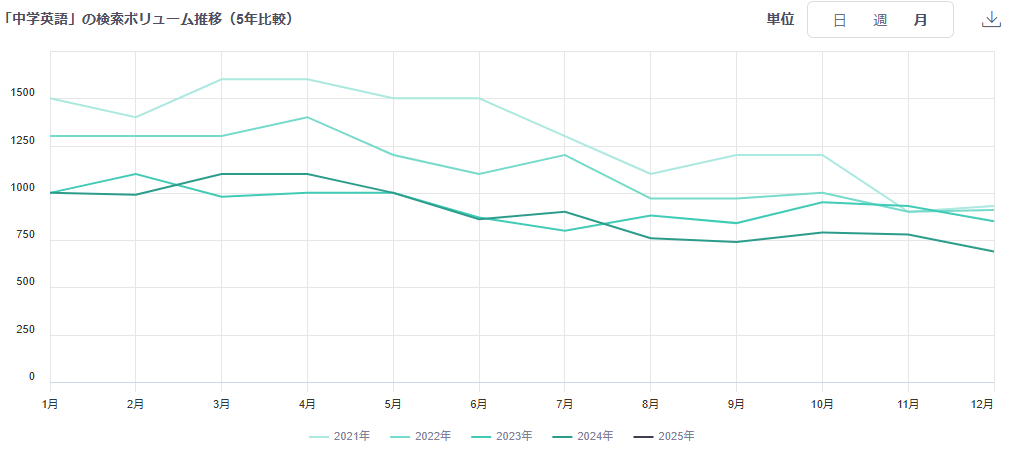 「中学英語」の検索ボリューム推移（5年比較）
単位 日 週 月
1500
1250
1000
750
500
250
0
1月 2月 3月 4月 5月 6月 7月 8月 9月 10月 11月 12月
2021年 2022年 2023年 2024年 2025年